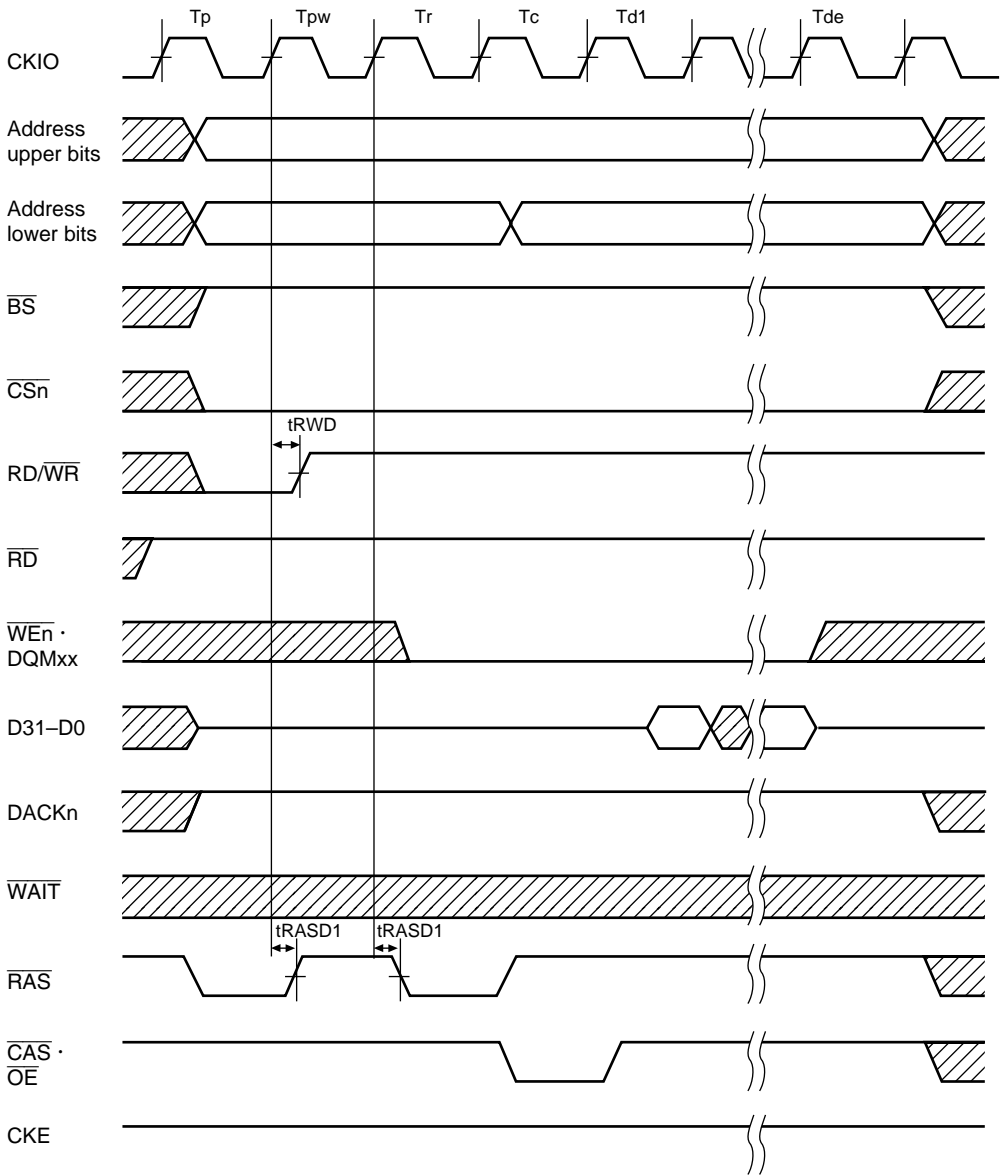 Tp Tpw Tr Tc Td1 Tde
CKIO
Address
upper bits
Address
lower bits
BS
CSn
tRWD
RD/WR
RD
WEn ·
DQMxx
D31–D0
DACKn
WAIT
tRASD1 tRASD1
RAS
CAS ·
OE
CKE